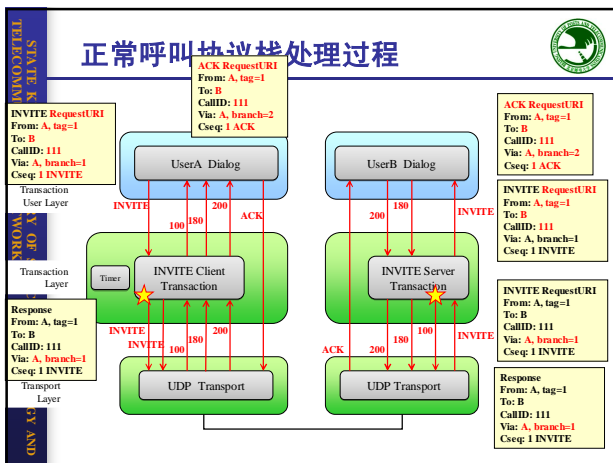 正常呼叫协议栈处理过程
STATE K
Y OF S
GY AND
TELECOMM
WORK
INVITE RequestURI
From: A, tag=1
To: B
CallID: 111
Via: A, branch=1
Cseq: 1 INVITE
ACK RequestURI
From: A, tag=1
To: B
CallID: 111
Via: A, branch=2
Cseq: 1 ACK
ACK RequestURI
From: A, tag=1
To: B
CallID: 111
Via: A, branch=2
Cseq: 1 ACK
Transaction
User Layer
UserA Dialog
UserB Dialog
INVITE
100
180
200
ACK
200
180
INVITE
INVITE RequestURI
From: A, tag=1
To: B
CallID: 111
Via: A, branch=1
Cseq: 1 INVITE
Transaction
Layer
Timer
INVITE Client
Transaction
INVITE Server
Transaction
Response
From: A, tag=1
To: B
CallID: 111
Via: A, branch=1
Cseq: 1 INVITE
INVITE
INVITE
100
180
200
ACK
200
180
100
INVITE
INVITE RequestURI
From: A, tag=1
To: B
CallID: 111
Via: A, branch=1
Cseq: 1 INVITE
Transport
Layer
UDP Transport
UDP Transport
Response
From: A, tag=1
To: B
CallID: 111
Via: A, branch=1
Cseq: 1 INVITE